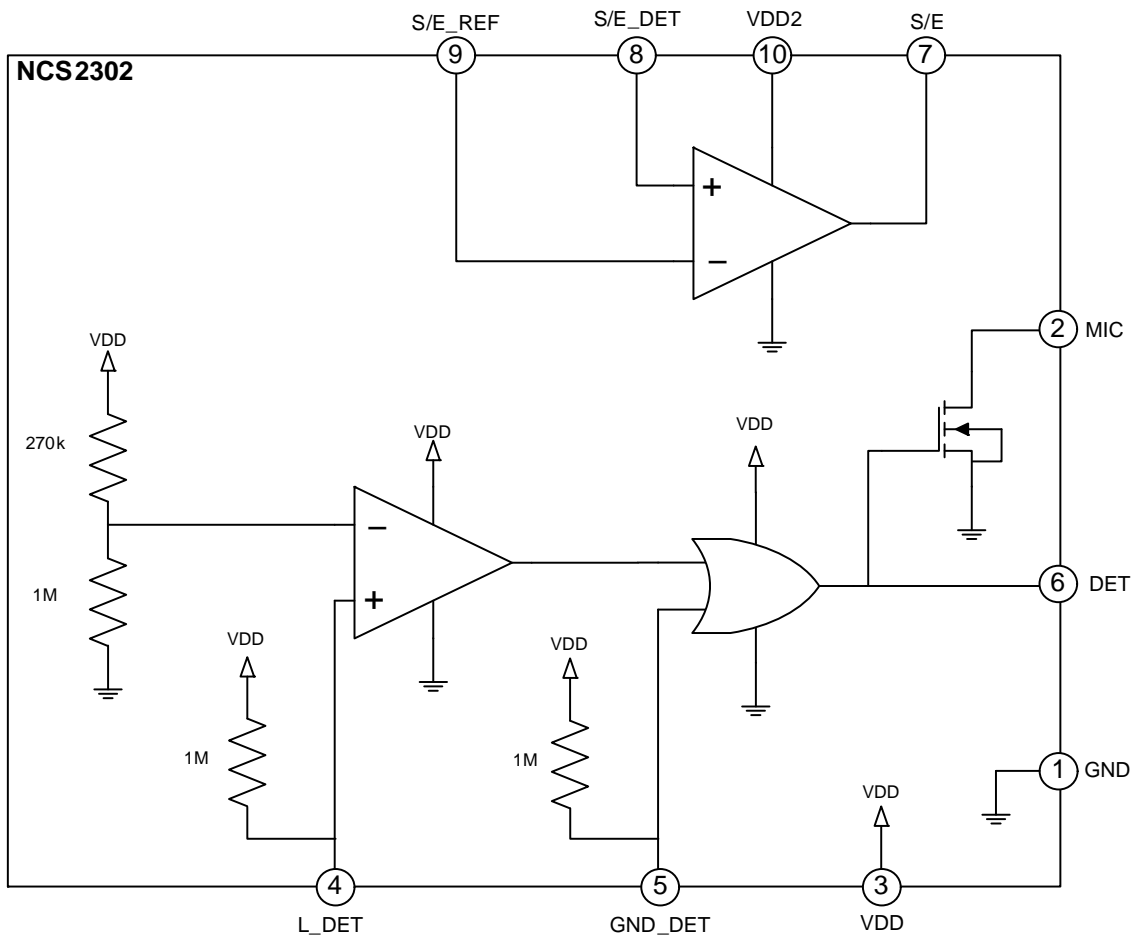 S/E_REF
S/E_DET
VDD2
S/E
9
8
10
7
NCS2302
+
−
2
MIC
VDD
270k
VDD
VDD
−
1M
+
6
DET
VDD
VDD
1M
1M
1
GND
VDD
4
5
3
L_DET
GND_DET
VDD